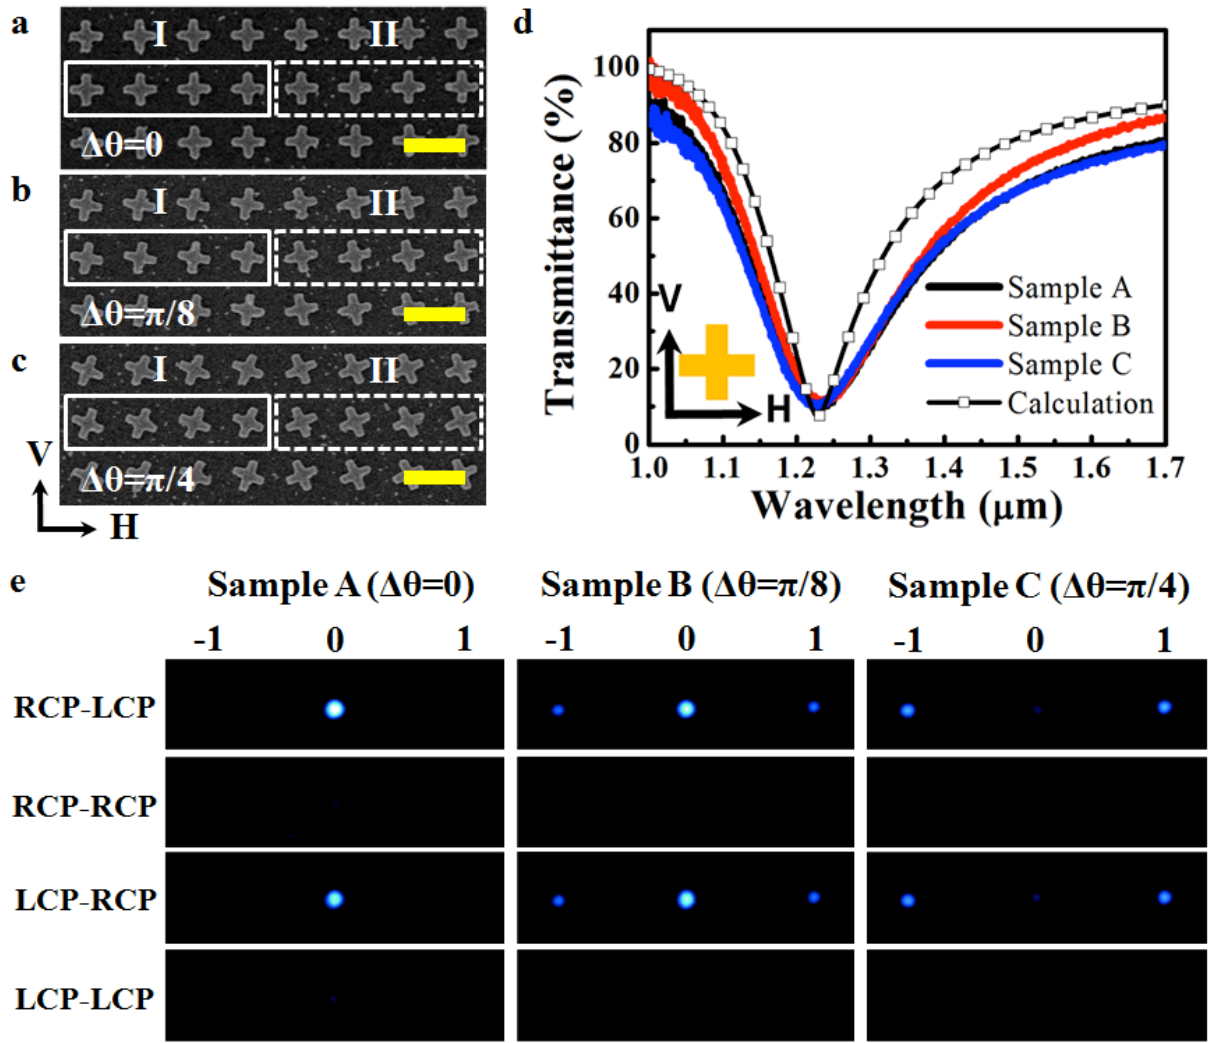 a
I II
Δθ=0
b
I II
Δθ=π/8
c
I II
Δθ=π/4
V
H
d
Transmittance (%)
100
80
60
40
20
0
V
H
Sample A
Sample B
Sample C
Calculation
1.0 1.1 1.2 1.3 1.4 1.5 1.6 1.7
Wavelength (μm)
e
Sample A (Δθ=0) Sample B (Δθ=π/8) Sample C (Δθ=π/4)
-1 0 1 -1 0 1 -1 0 1
RCP-LCP
RCP-RCP
LCP-RCP
LCP-LCP